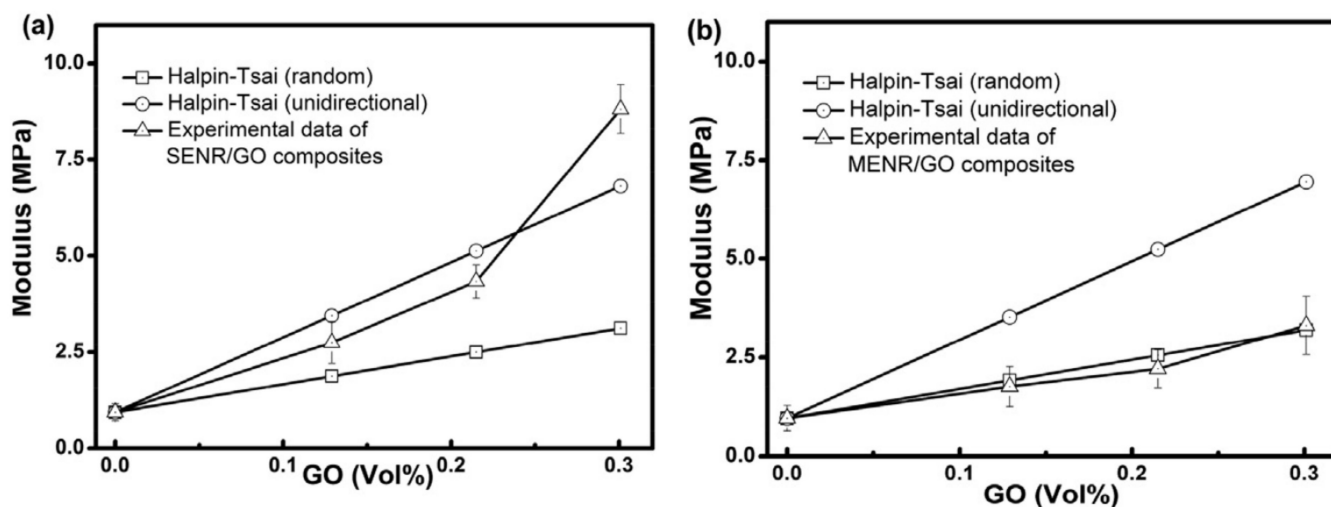 (a)
10.0
7.5
5.0
2.5
0.0
Modulus (MPa)
Halpin-Tsai (random)
Halpin-Tsai (unidirectional)
Experimental data of
SENR/GO composites
0.0 0.1 0.2 0.3
GO (Vol%)
(b)
10.0
7.5
5.0
2.5
0.0
Modulus (MPa)
Halpin-Tsai (random)
Halpin-Tsai (unidirectional)
Experimental data of
MENR/GO composites
0.0 0.1 0.2 0.3
GO (Vol%)